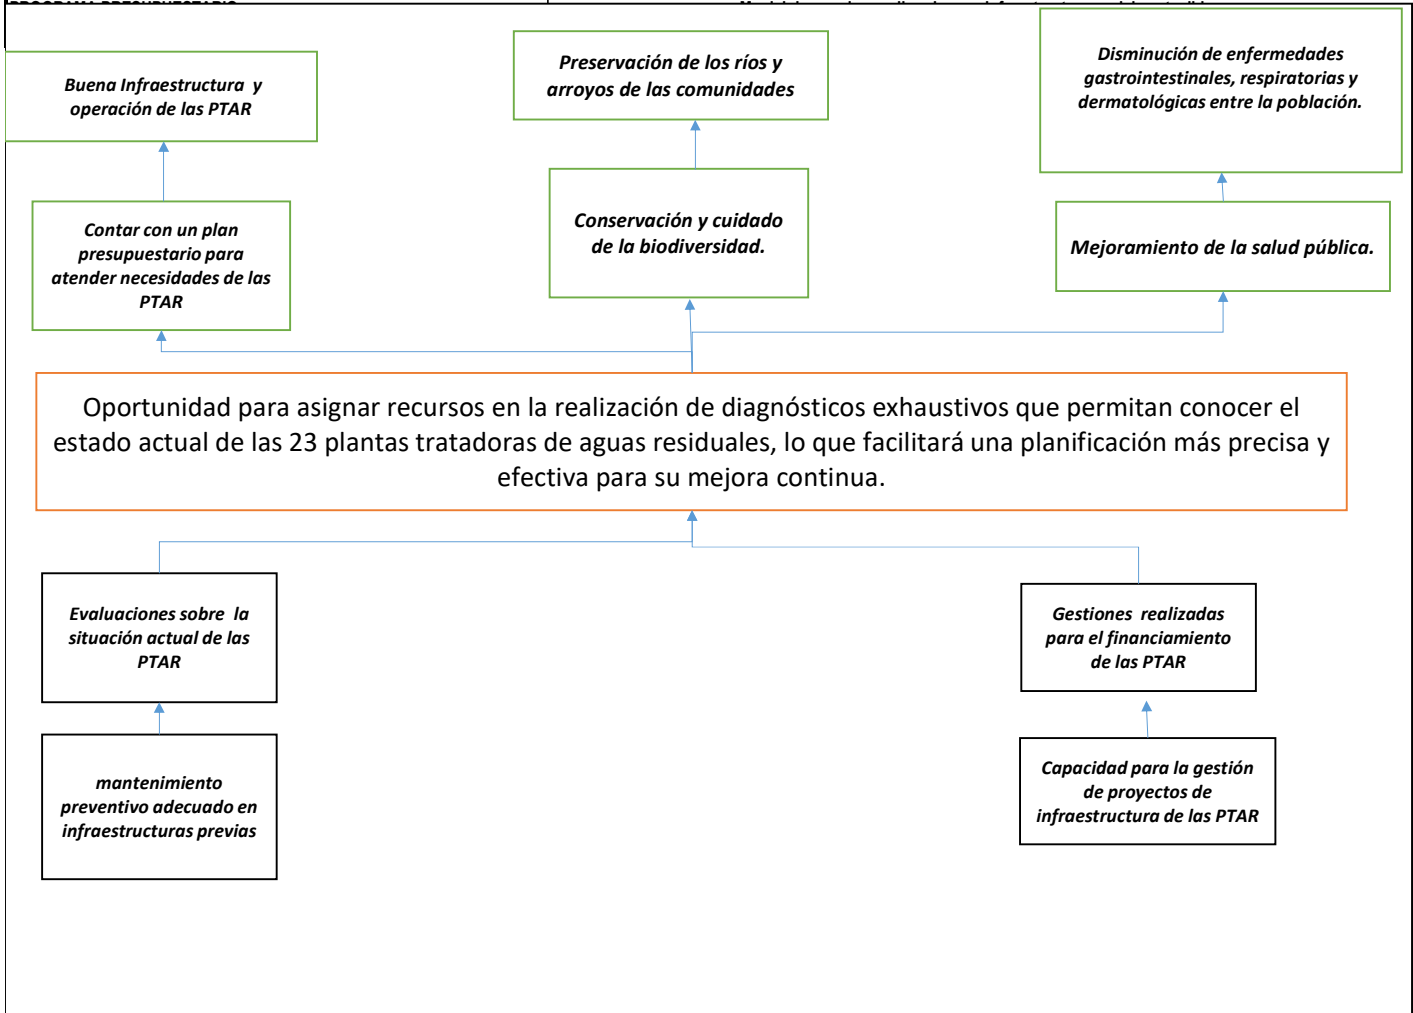 PROGRAMA PRESUPUESTARIO
Buena Infraestructura y
operación de las PTAR
Preservación de los ríos y
arroyos de las comunidades
Disminución de enfermedades
gastrointestinales, respiratorias y
dermatológicas entre la población.
Contar con un plan
presupuestario para
atender necesidades de las
PTAR
Conservación y cuidado
de la biodiversidad.
Mejoramiento de la salud pública.
Oportunidad para asignar recursos en la realización de diagnósticos exhaustivos que permitan conocer el
estado actual de las 23 plantas tratadoras de aguas residuales, lo que facilitará una planificación más precisa y
efectiva para su mejora continua.
Evaluaciones sobre la
situación actual de las
PTAR
Gestiones realizadas
para el financiamiento
de las PTAR
mantenimiento
preventivo adecuado en
infraestructuras previas
Capacidad para la gestión
de proyectos de
infraestructura de las PTAR